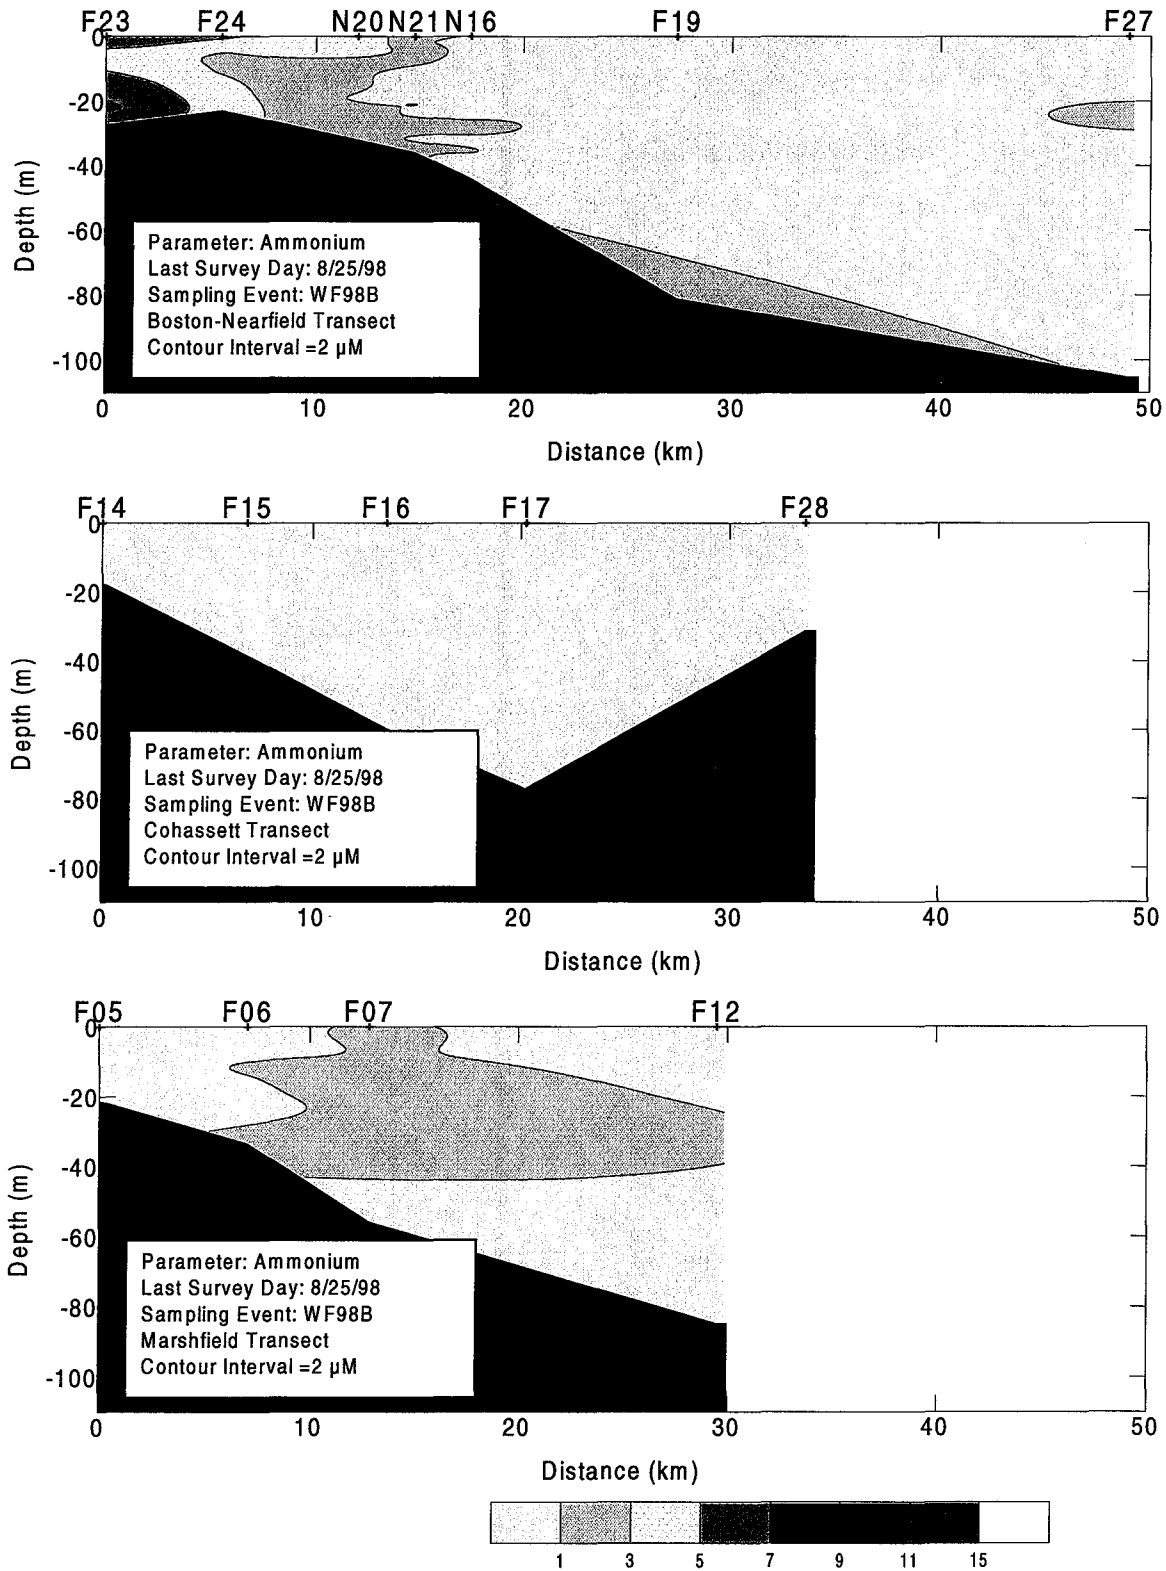 F23 F24 N20 N21 N16 F19 F27
0
-20
-40
-60
-80
-100
Depth (m)
Parameter: Ammonium
Last Survey Day: 8/25/98
Sampling Event: WF98B
Boston-Nearfield Transect
Contour Interval =2 µM
0 10 20 30 40 50
Distance (km)
F14 F15 F16 F17 F28
0
-20
-40
-60
-80
-100
Depth (m)
Parameter: Ammonium
Last Survey Day: 8/25/98
Sampling Event: WF98B
Cohassett Transect
Contour Interval =2 µM
0 10 20 30 40 50
Distance (km)
F05 F06 F07 F12
0
-20
-40
-60
-80
-100
Depth (m)
Parameter: Ammonium
Last Survey Day: 8/25/98
Sampling Event: WF98B
Marshfield Transect
Contour Interval =2 µM
0 10 20 30 40 50
Distance (km)
1 3 5 7 9 11 15